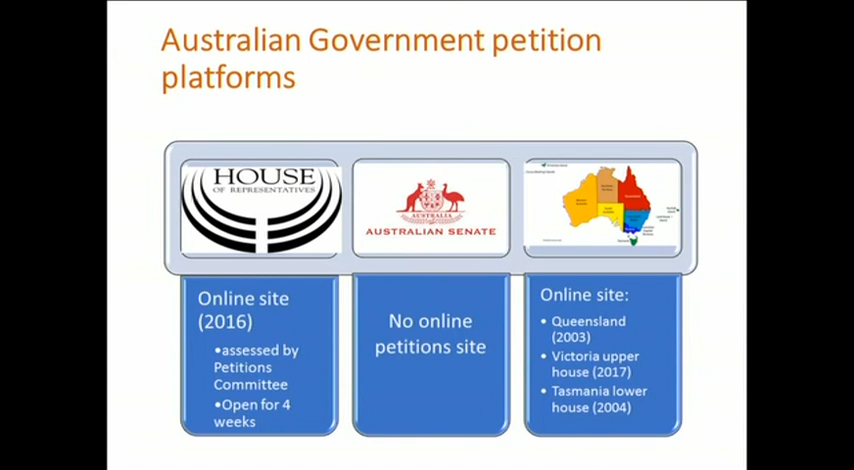 Australian Government petition
platforms
HOUSE
OF REPRESENTATIVES
AUSTRALIA
AUSTRALIAN SENATE
Online site
(2016)
•assessed by
Petitions
Committee
•Open for 4
weeks
No online
petitions site
Online site:
• Queensland
(2003)
• Victoria upper
house (2017)
• Tasmania lower
house (2004)